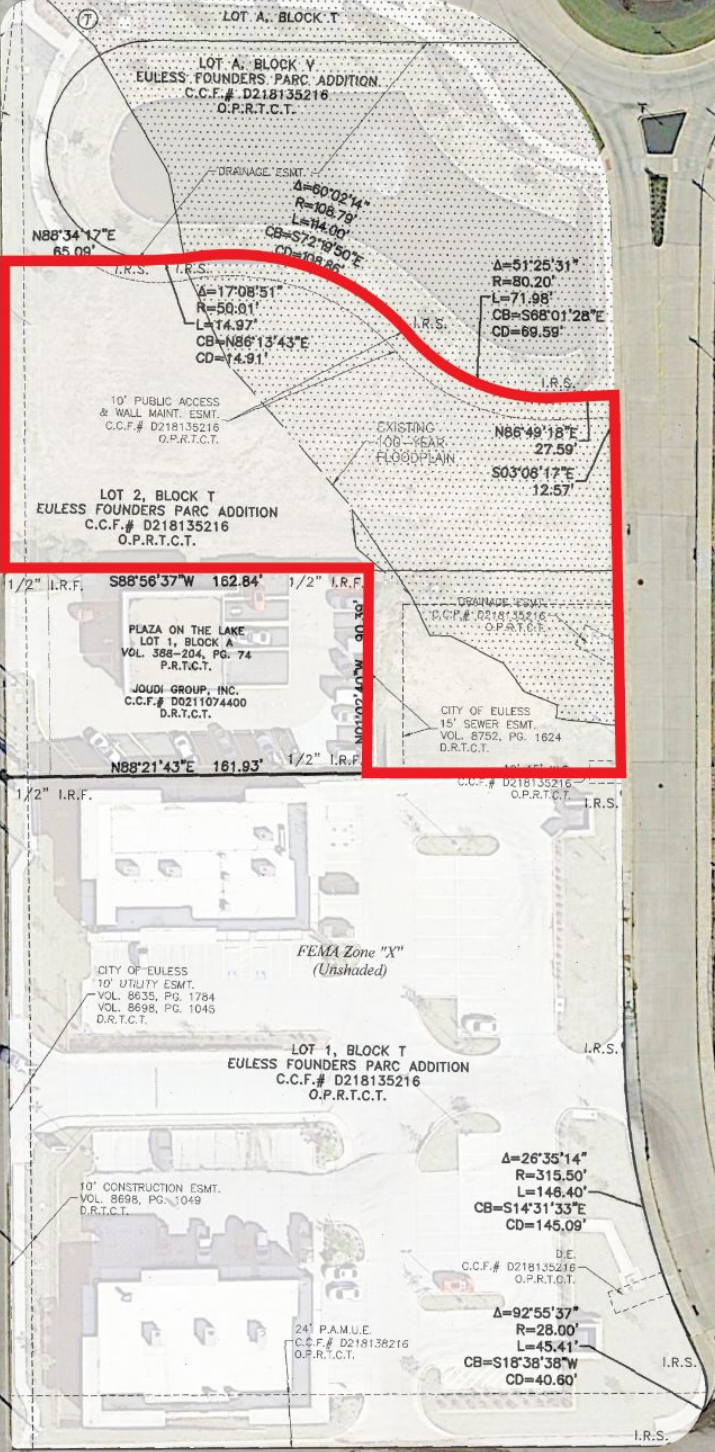 T
LOT A, BLOCK T
LOT A, BLOCK V
EULESS FOUNDERS PARC ADDITION
C.C.F.# D218135216
O.P.R.T.C.T.
DRAINAGE ESMT.
Δ=60°02'14"
R=108.79'
L=114.00'
CB=S72°19'50"E
CD=108.86'
N88°34'17"E
65.09'
I.R.S.
I.R.S.
Δ=17°08'51"
R=50.01'
L=14.97'
CB=N86°13'43"E
CD=14.91'
Δ=51°25'31"
R=80.20'
L=71.98'
CB=S68°01'28"E
CD=69.59'
I.R.S.
I.R.S.
10' PUBLIC ACCESS
& WALL MAINT. ESMT.
C.C.F.# D218135216
O.P.R.T.C.T.
EXISTING
100-YEAR
FLOODPLAIN
N86°49'18"E
27.59'
S03°08'17"E
12.57'
LOT 2, BLOCK T
EULESS FOUNDERS PARC ADDITION
C.C.F.# D218135216
O.P.R.T.C.T.
1/2" I.R.F.
S88°56'37"W 162.84'
1/2" I.R.F.
DRAINAGE ESMT.
C.C.F.# D218135216
O.P.R.T.C.T.
PLAZA ON THE LAKE
LOT 1, BLOCK A
VOL. 388-204, PG. 74
P.R.T.C.T.
JOUDI GROUP, INC.
C.C.F.# D0211074400
D.R.T.C.T.
N01°02'40"W 90.39'
CITY OF EULESS
15' SEWER ESMT.
VOL. 8752, PG. 1624
D.R.T.C.T.
N88°21'43"E 161.93'
1/2" I.R.F.
1/2" I.R.F.
C.C.F.# D218135216
O.P.R.T.C.T.
I.R.S.
FEMA Zone "X"
(Unshaded)
CITY OF EULESS
10' UTILITY ESMT.
VOL. 8635, PG. 1784
VOL. 8698, PG. 1045
D.R.T.C.T.
LOT 1, BLOCK T
EULESS FOUNDERS PARC ADDITION
C.C.F.# D218135216
O.P.R.T.C.T.
I.R.S.
10' CONSTRUCTION ESMT.
VOL. 8698, PG. 1049
D.R.T.C.T.
Δ=26°35'14"
R=315.50'
L=146.40'
CB=S14°31'33"E
CD=145.09'
D.E.
C.C.F.# D218135216
O.P.R.T.C.T.
Δ=92°55'37"
R=28.00'
L=45.41'
CB=S18°38'38"W
CD=40.60'
24' P.A.M.U.E.
C.C.F.# D218138216
O.P.R.T.C.T.
I.R.S.
I.R.S.